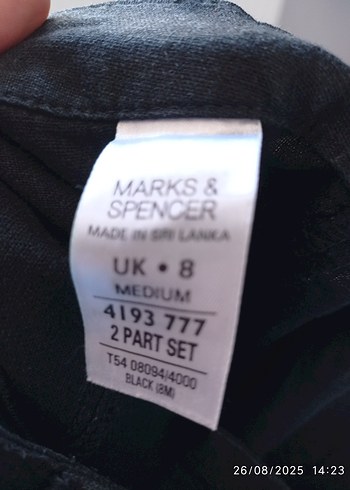 MARKS &
SPENCER
MADE IN SRI LANKA
UK • 8
MEDIUM
4193 777
2 PART SET
T54 08094/4000
BLACK (8M)
26/08/2025 14:23